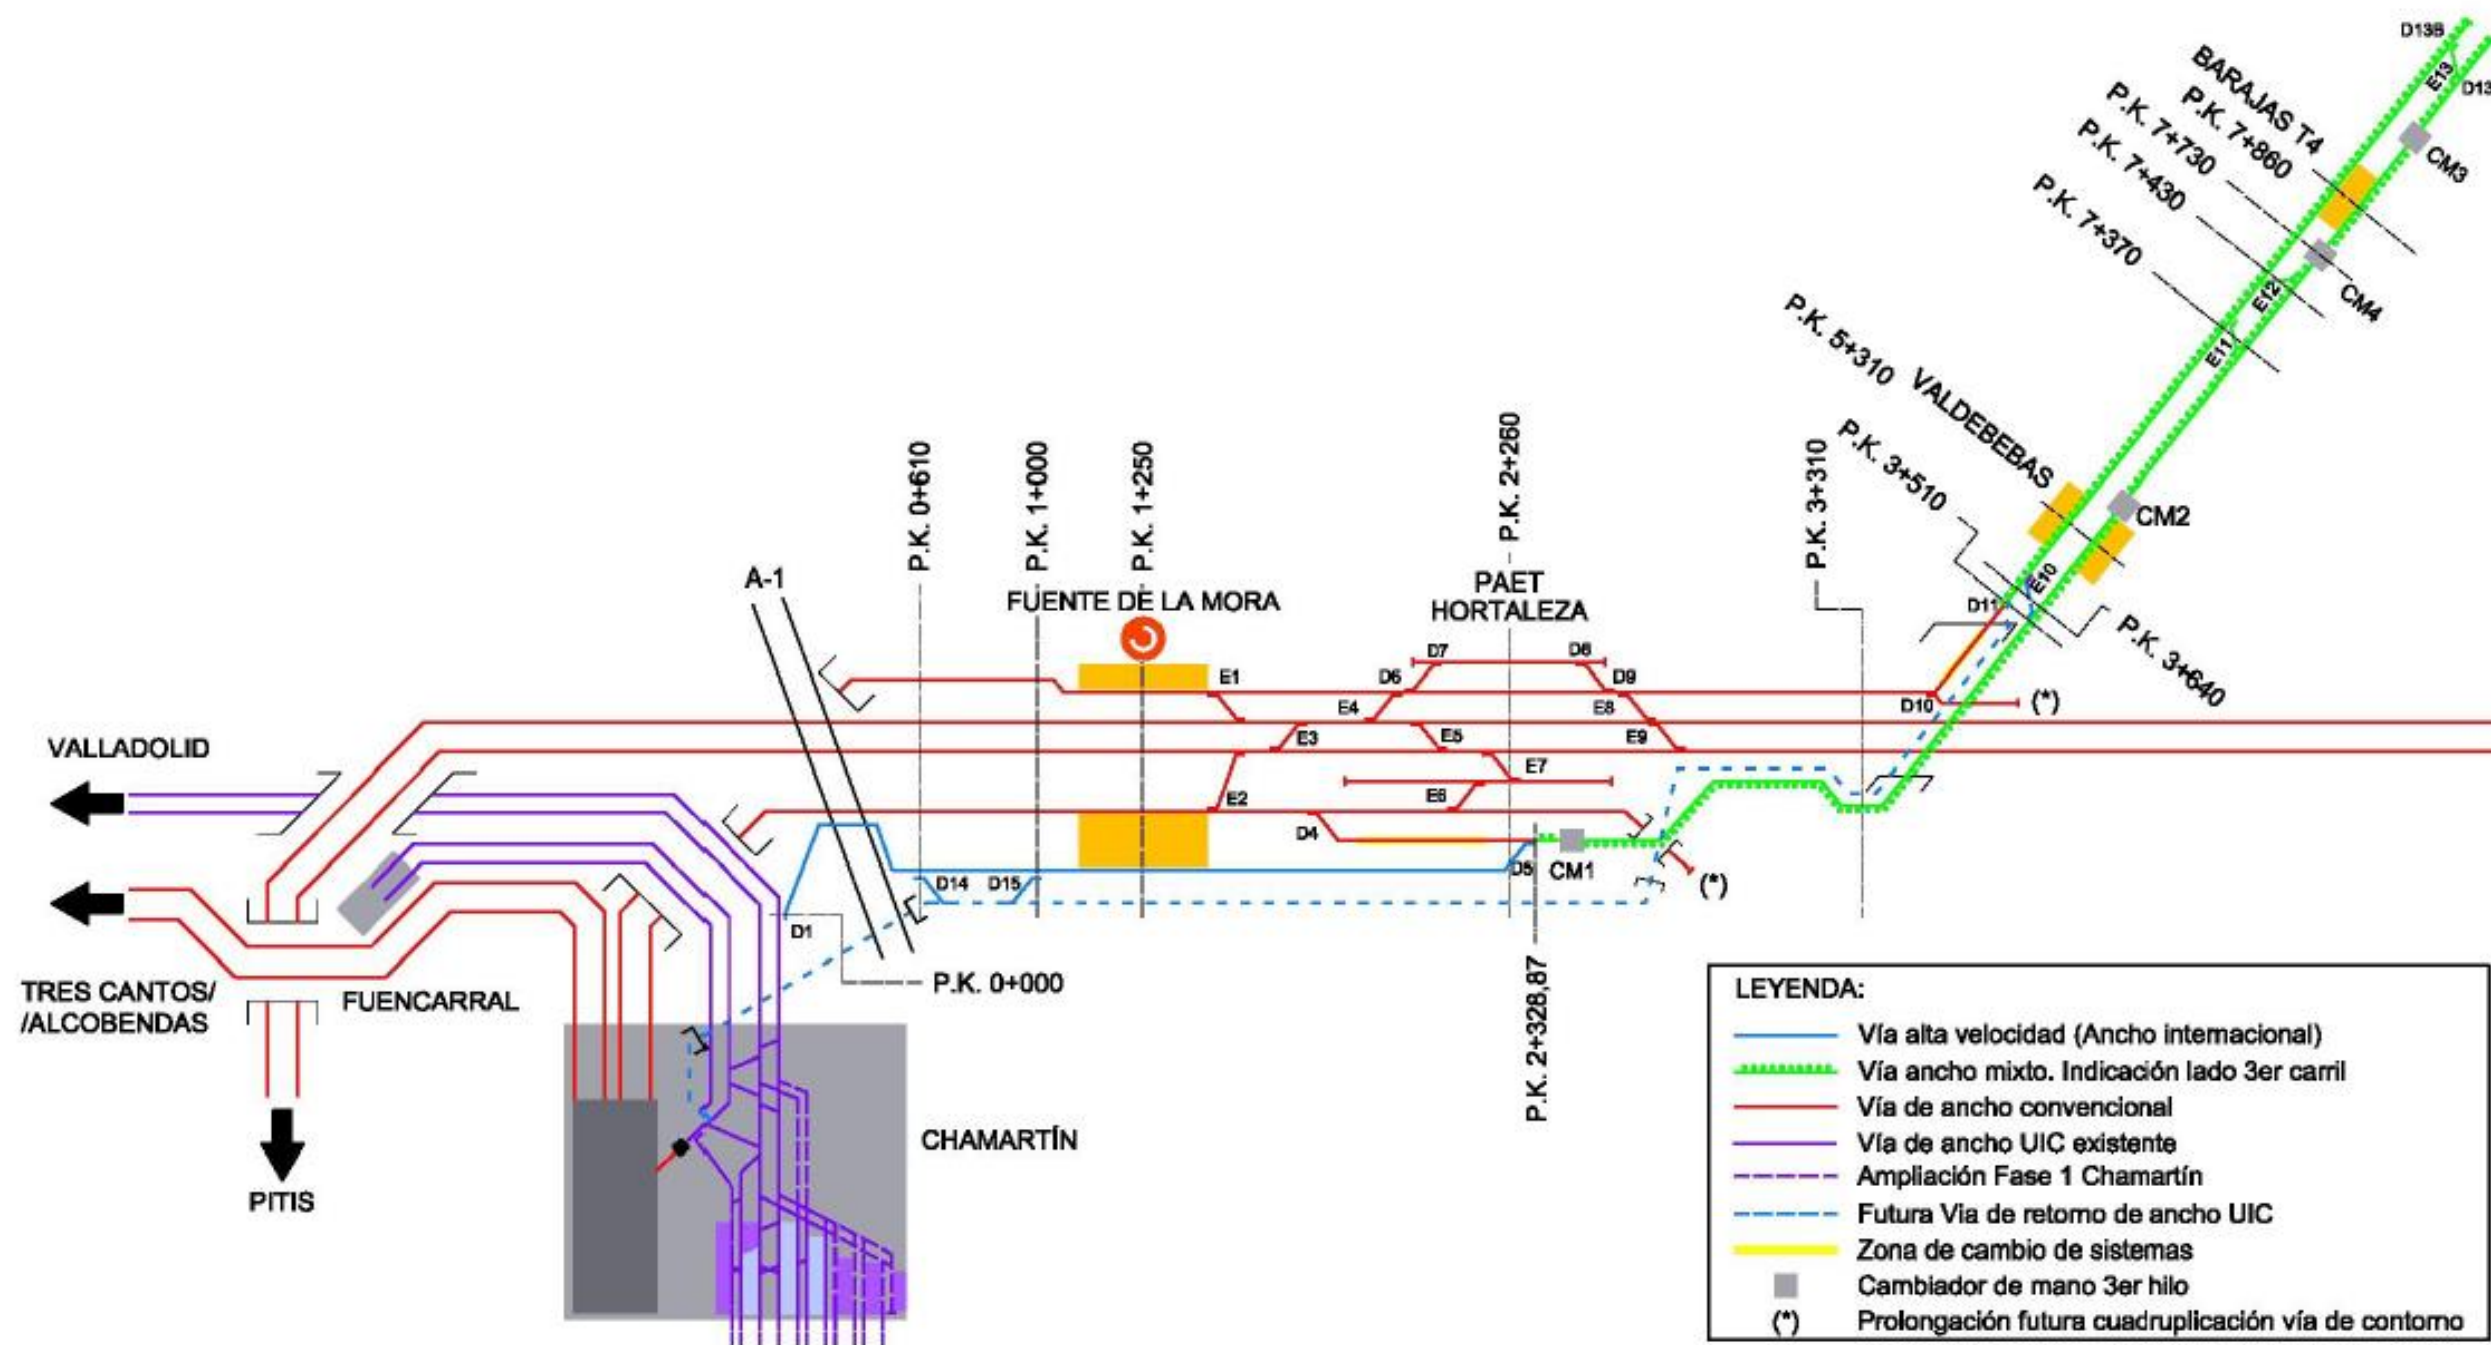 D13B
E13
D13
BARAJAS T4
P.K. 7+860
P.K. 7+730
P.K. 7+430
P.K. 7+370
CM3
CM4
E12
E11
P.K. 5+310
VALDEBEBAS
P.K. 3+510
CM2
E10
D11
P.K. 3+640
P.K. 0+610
P.K. 1+000
P.K. 1+250
P.K. 2+260
P.K. 3+310
A-1
FUENTE DE LA MORA
PAET
HORTALEZA
E1
D6
D7
D8
D9
E4
E8
D10
(*)
E3
E5
E9
E7
E2
E6
D4
D5
CM1
(*)
D14
D15
D1
P.K. 0+000
P.K. 2+328,87
VALLADOLID
TRES CANTOS/
/ALCOBENDAS
FUENCARRAL
PITIS
CHAMARTÍN
LEYENDA:
Vía alta velocidad (Ancho internacional)
Vía ancho mixto. Indicación lado 3er carril
Vía de ancho convencional
Vía de ancho UIC existente
Ampliación Fase 1 Chamartín
Futura Via de retorno de ancho UIC
Zona de cambio de sistemas
Cambiador de mano 3er hilo
(*) Prolongación futura cuadruplicación vía de contorno